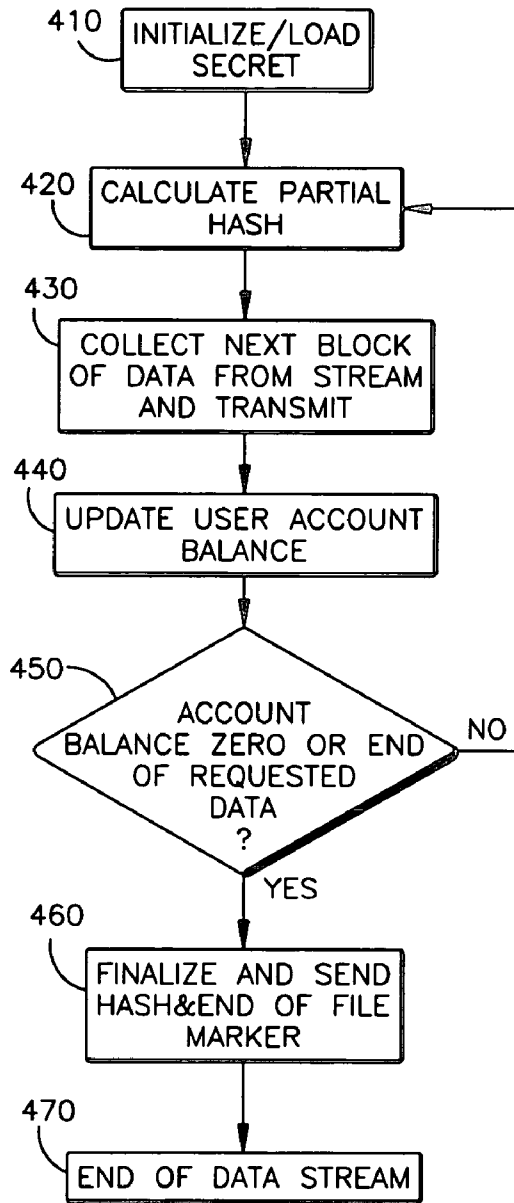 410
INITIALIZE/LOAD
SECRET
420
CALCULATE PARTIAL
HASH
430
COLLECT NEXT BLOCK
OF DATA FROM STREAM
AND TRANSMIT
440
UPDATE USER ACCOUNT
BALANCE
450
ACCOUNT
BALANCE ZERO OR END
OF REQUESTED
DATA
?
NO
YES
460
FINALIZE AND SEND
HASH&END OF FILE
MARKER
470
END OF DATA STREAM